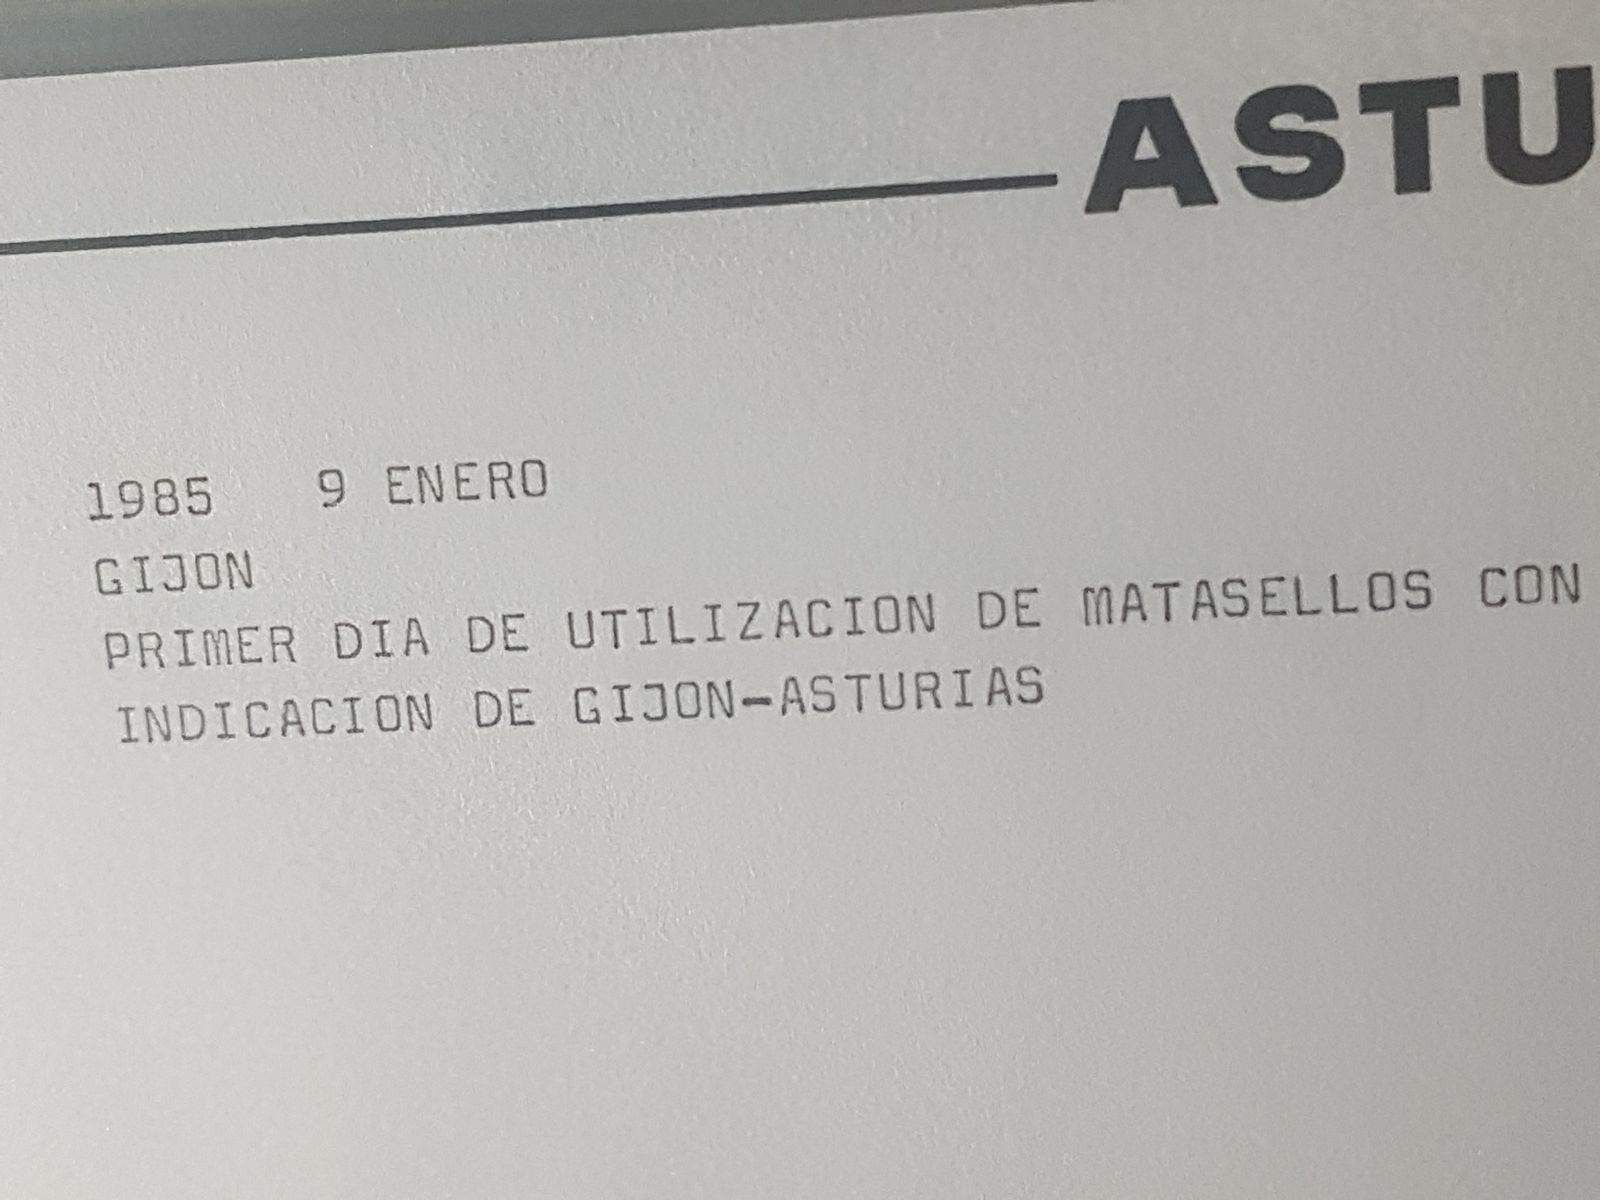 ASTU
1985 9 ENERO
GIJON
PRIMER DIA DE UTILIZACION DE MATASELLOS CON
INDICACION DE GIJON-ASTURIAS